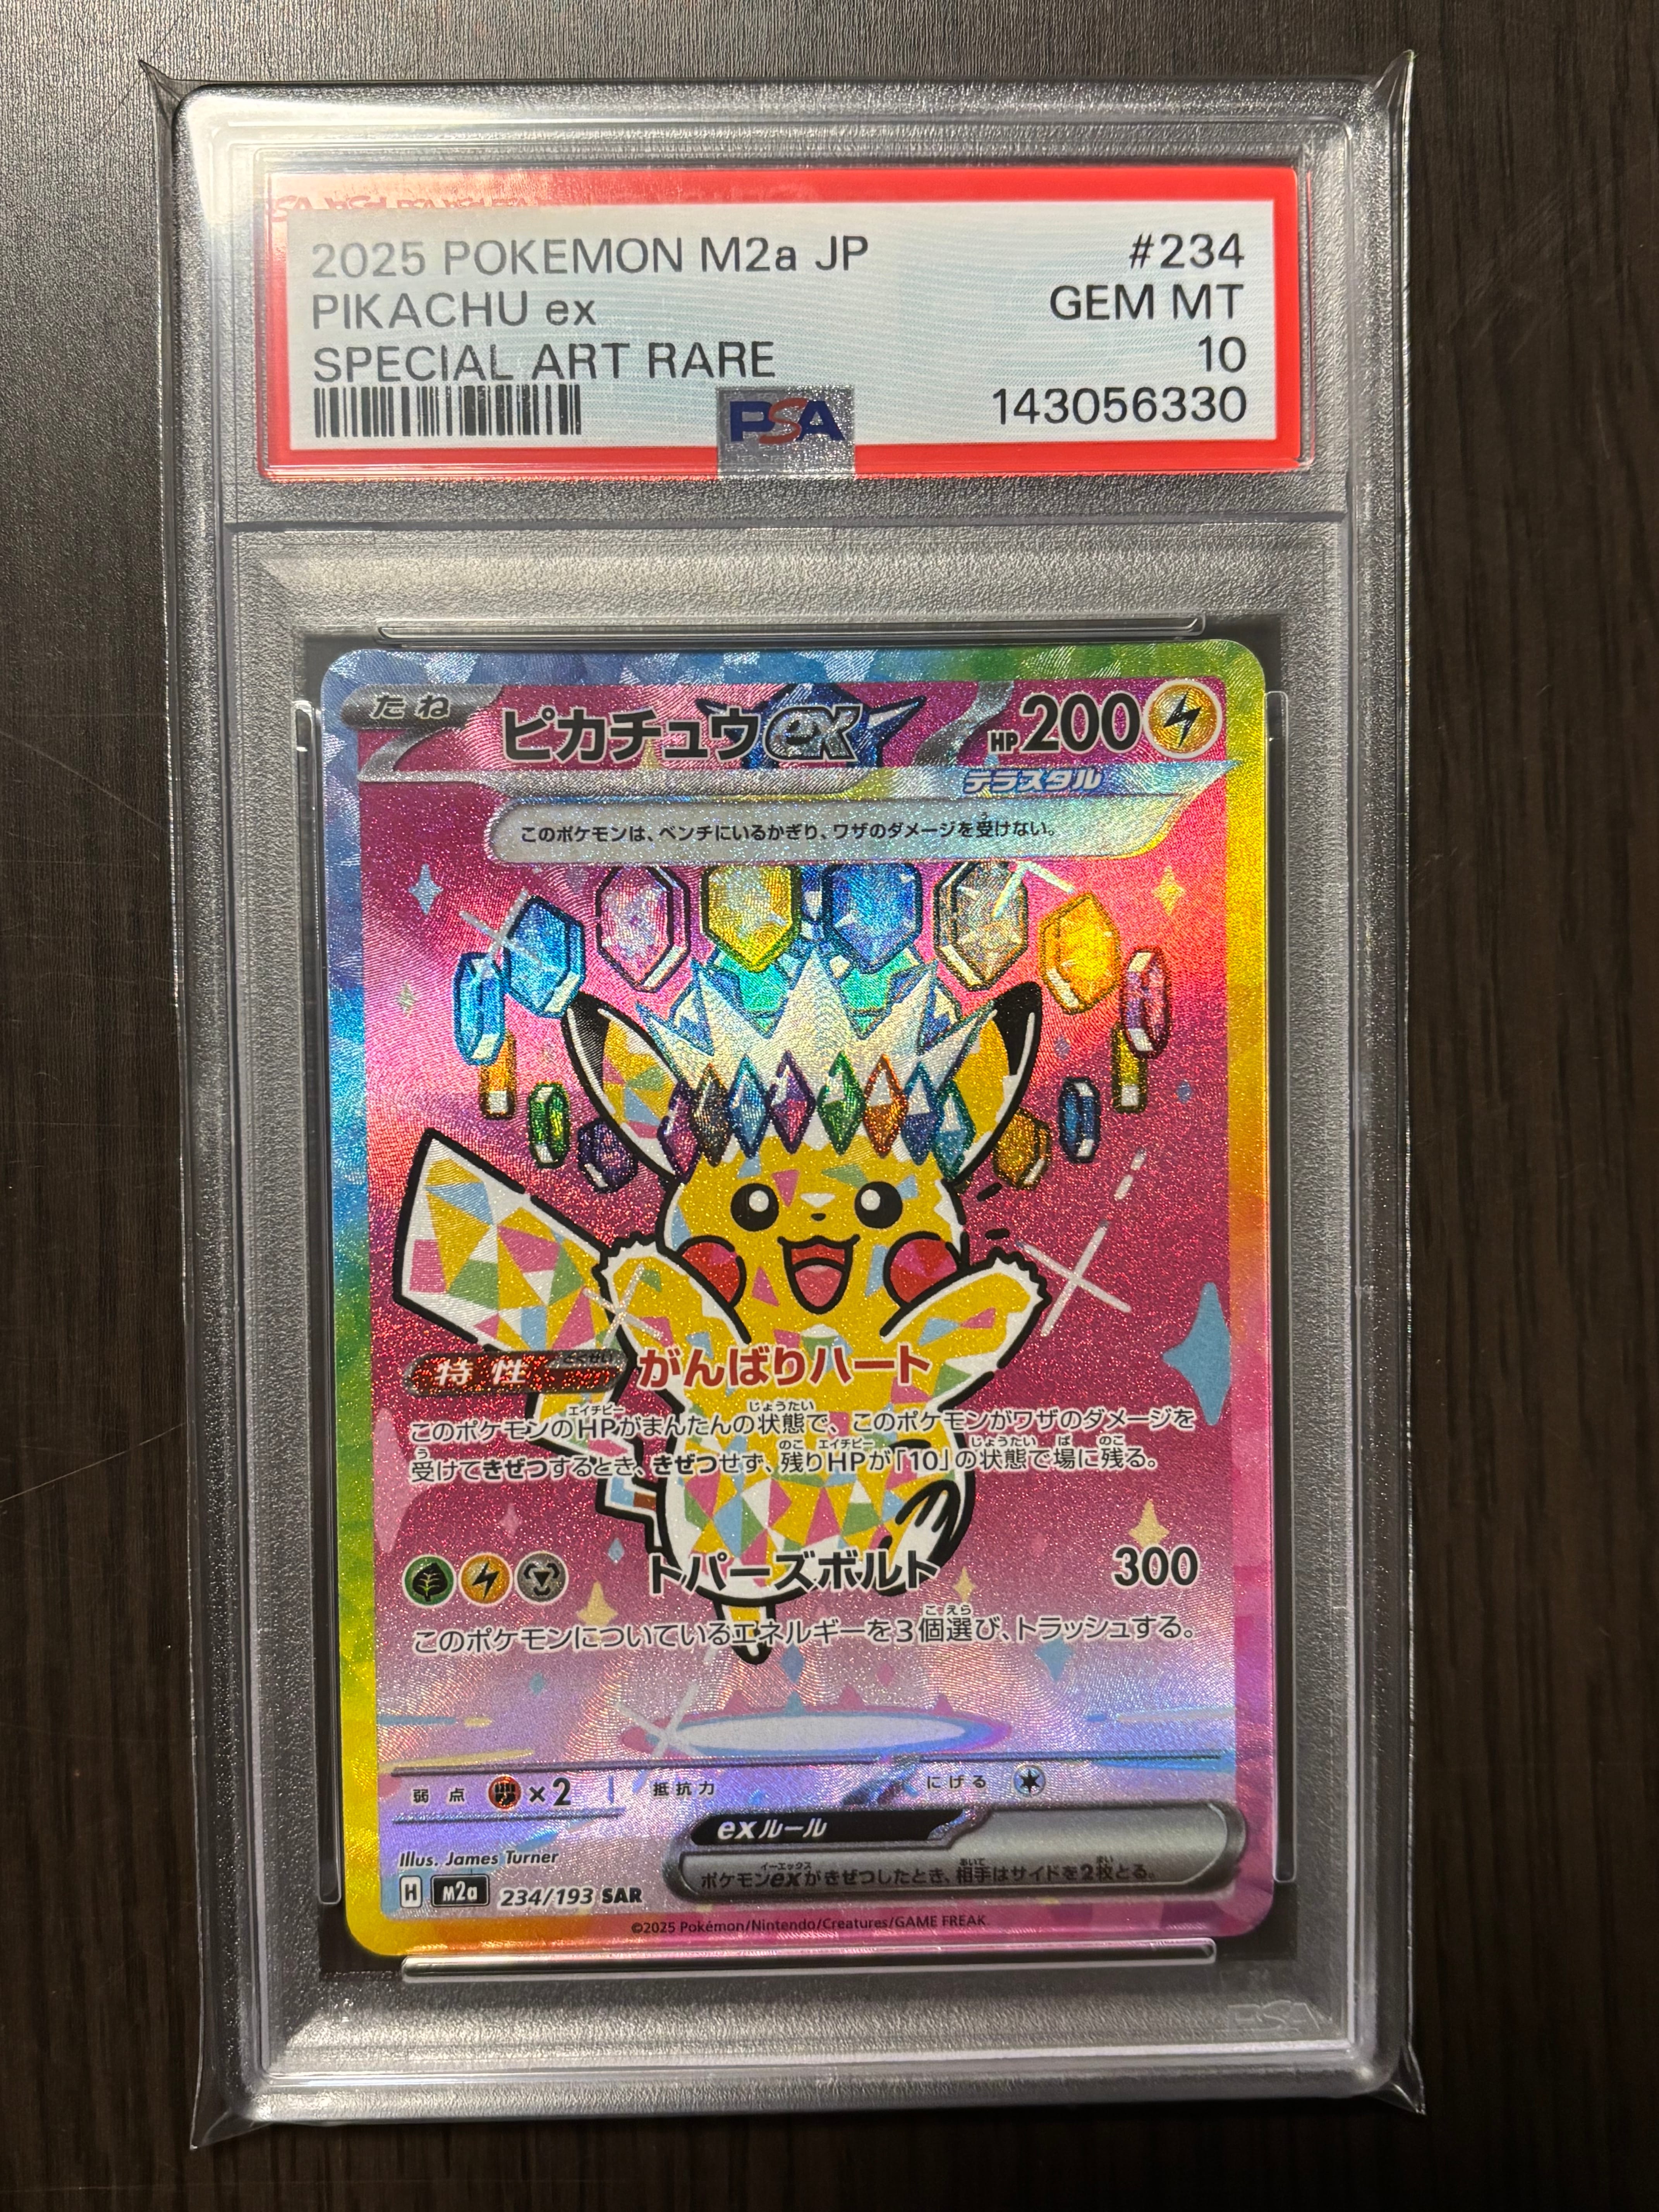 2025 POKEMON M2a JP #234
PIKACHU ex GEM MT
SPECIAL ART RARE 10
PSA 143056330
たね ピカチュウex HP200
テラスタル
このポケモンは、ベンチにいるかぎり、ワザのダメージを受けない。
特性 とくせい がんばりハート
このポケモンのHPがまんたんの状態で、このポケモンがワザのダメージを
受けてきぜつするとき、きぜつせず、残りHPが「10」の状態で場に残る。
トパーズボルト 300
このポケモンについているエネルギーを3個選び、トラッシュする。
弱点 ×2 抵抗力 にげる
exルール
ポケモンexがきぜつしたとき、相手はサイドを2枚とる。
Illus. James Turner
H M2a 234/193 SAR
©2025 Pokémon/Nintendo/Creatures/GAME FREAK.
PSA